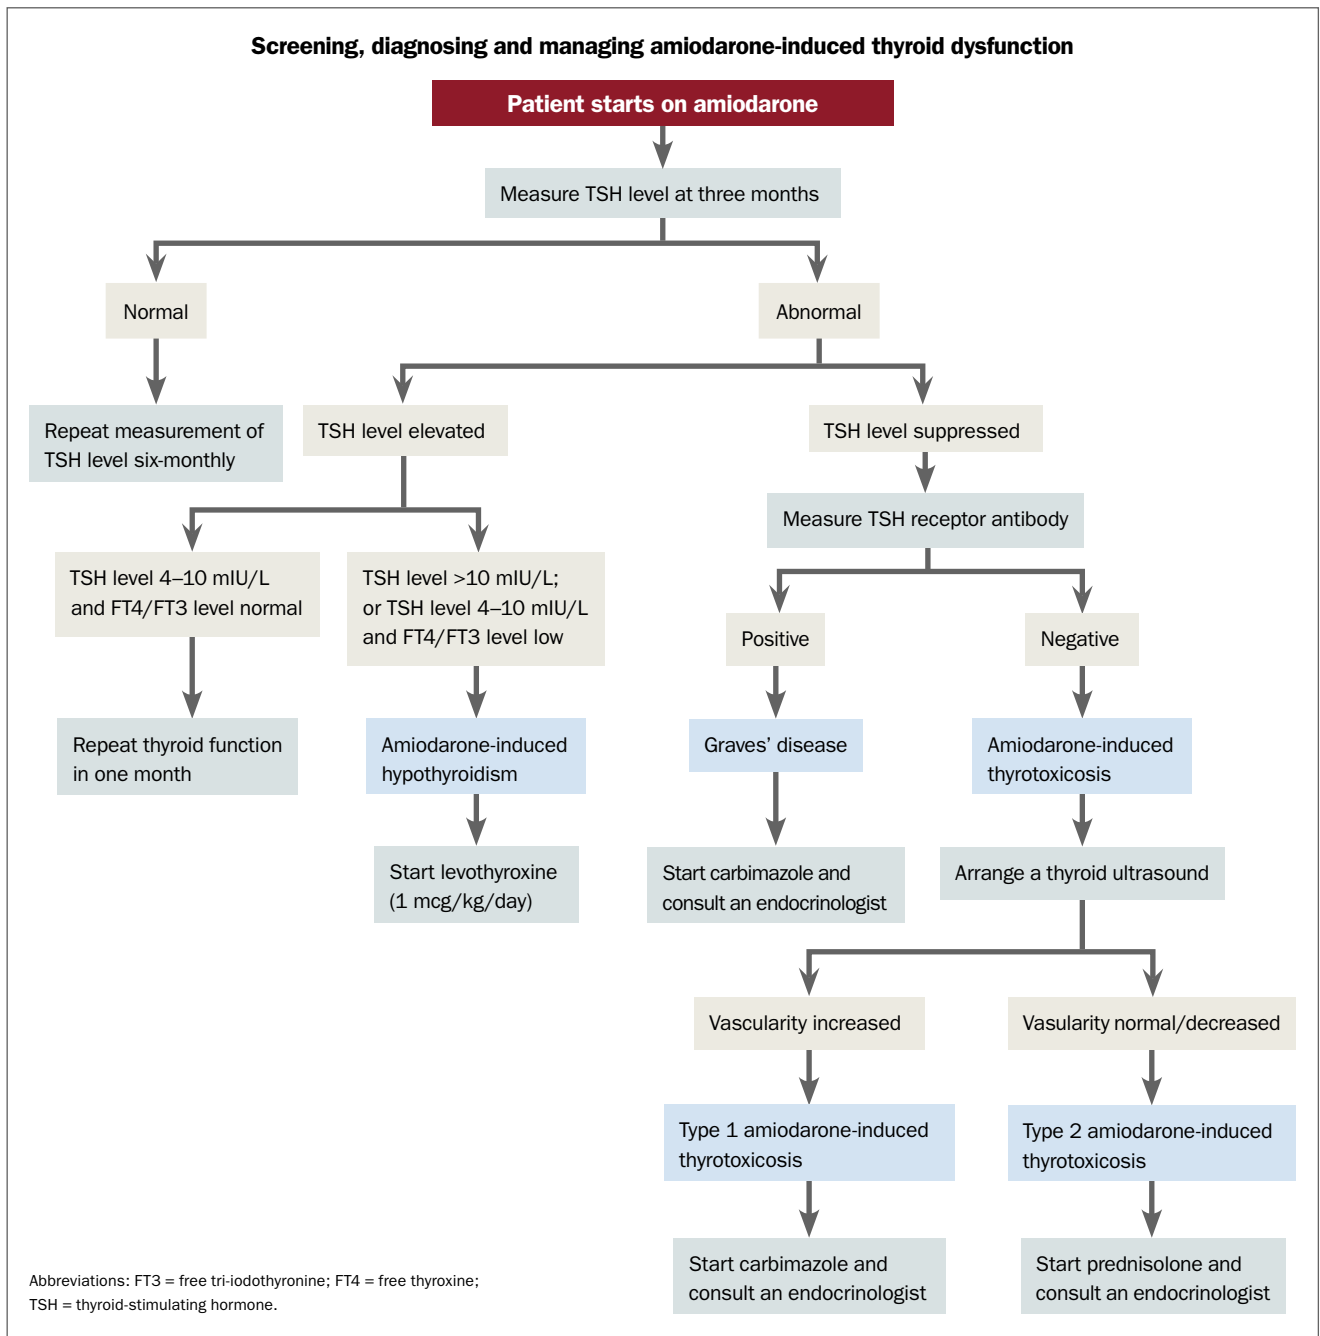 Screening, diagnosing and managing amiodarone-induced thyroid dysfunction
Patient starts on amiodarone
Measure TSH level at three months
Normal
Abnormal
Repeat measurement of
TSH level six-monthly
TSH level elevated
TSH level suppressed
Measure TSH receptor antibody
TSH level 4–10 mIU/L
and FT4/FT3 level normal
TSH level >10 mIU/L;
or TSH level 4–10 mIU/L
and FT4/FT3 level low
Positive
Negative
Repeat thyroid function
in one month
Amiodarone-induced
hypothyroidism
Graves’ disease
Amiodarone-induced
thyrotoxicosis
Start levothyroxine
(1 mcg/kg/day)
Start carbimazole and
consult an endocrinologist
Arrange a thyroid ultrasound
Vascularity increased
Vasularity normal/decreased
Type 1 amiodarone-induced
thyrotoxicosis
Type 2 amiodarone-induced
thyrotoxicosis
Start carbimazole and
consult an endocrinologist
Start prednisolone and
consult an endocrinologist
Abbreviations: FT3 = free tri-iodothyronine; FT4 = free thyroxine;
TSH = thyroid-stimulating hormone.